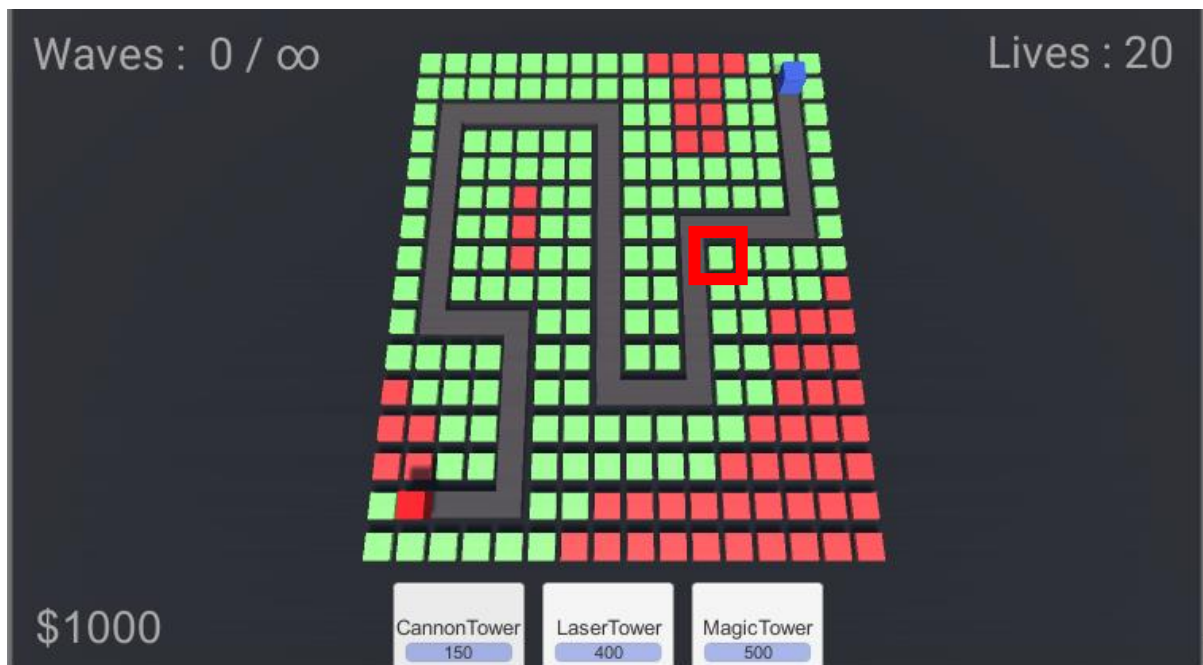 Waves : 0 / ∞
Lives : 20
$1000
CannonTower
150
LaserTower
400
MagicTower
500